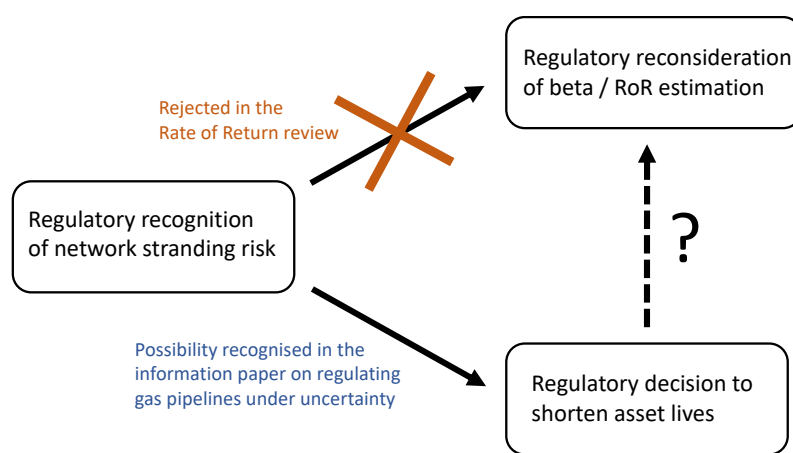 Regulatory reconsideration
of beta / RoR estimation
Rejected in the
Rate of Return review
Regulatory recognition
of network stranding risk
?
Possibility recognised in the
information paper on regulating
gas pipelines under uncertainty
Regulatory decision to
shorten asset lives